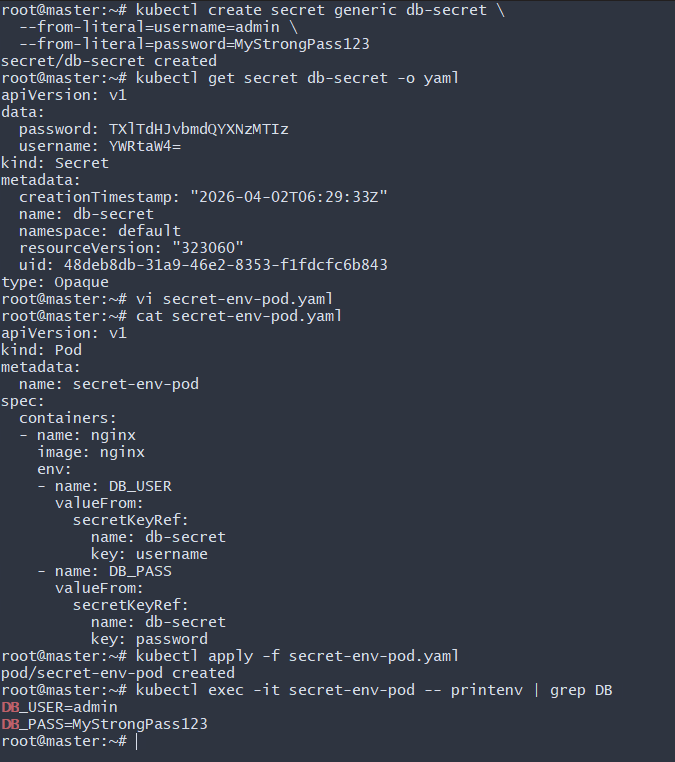 root@master:~# kubectl create secret generic db-secret \
  --from-literal=username=admin \
  --from-literal=password=MyStrongPass123
secret/db-secret created
root@master:~# kubectl get secret db-secret -o yaml
apiVersion: v1
data:
  password: TXlTdHJvbmdQYXNzMTIz
  username: YWRtaW4=
kind: Secret
metadata:
  creationTimestamp: "2026-04-02T06:29:33Z"
  name: db-secret
  namespace: default
  resourceVersion: "323060"
  uid: 48deb8db-31a9-46e2-8353-f1fdcfc6b843
type: Opaque
root@master:~# vi secret-env-pod.yaml
root@master:~# cat secret-env-pod.yaml
apiVersion: v1
kind: Pod
metadata:
  name: secret-env-pod
spec:
  containers:
  - name: nginx
    image: nginx
    env:
    - name: DB_USER
      valueFrom:
        secretKeyRef:
          name: db-secret
          key: username
    - name: DB_PASS
      valueFrom:
        secretKeyRef:
          name: db-secret
          key: password
root@master:~# kubectl apply -f secret-env-pod.yaml
pod/secret-env-pod created
root@master:~# kubectl exec -it secret-env-pod -- printenv | grep DB
DB_USER=admin
DB_PASS=MyStrongPass123
root@master:~#